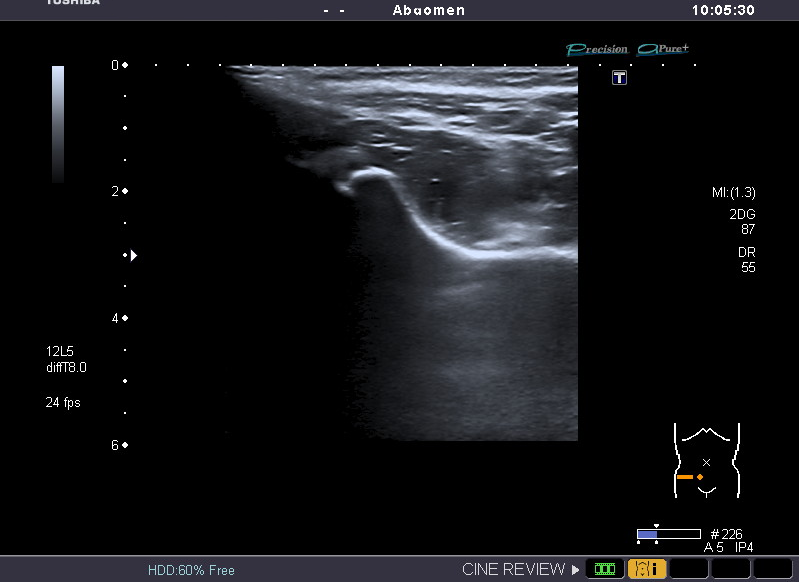 TOSHIBA
- - Abdomen 10:05:30
Precision APure+
0
T
2
MI:(1.3)
2DG
87
DR
55
4
12L5
diffT8.0
24 fps
6
# 226
A 5 IP4
HDD:60% Free
CINE REVIEW
i